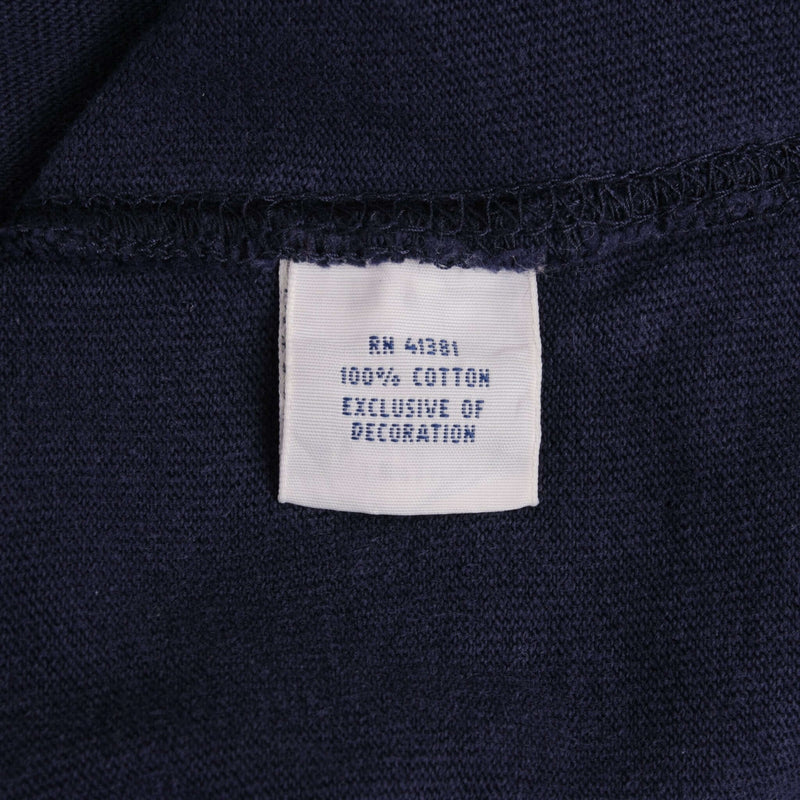 RN 41381
100% COTTON
EXCLUSIVE OF
DECORATION